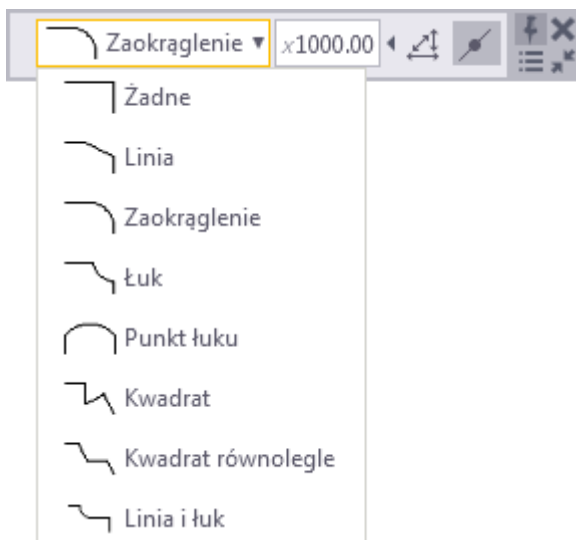 Zaokrąglenie x1000.00
Żadne
Linia
Zaokrąglenie
Łuk
Punkt łuku
Kwadrat
Kwadrat równolegle
Linia i łuk